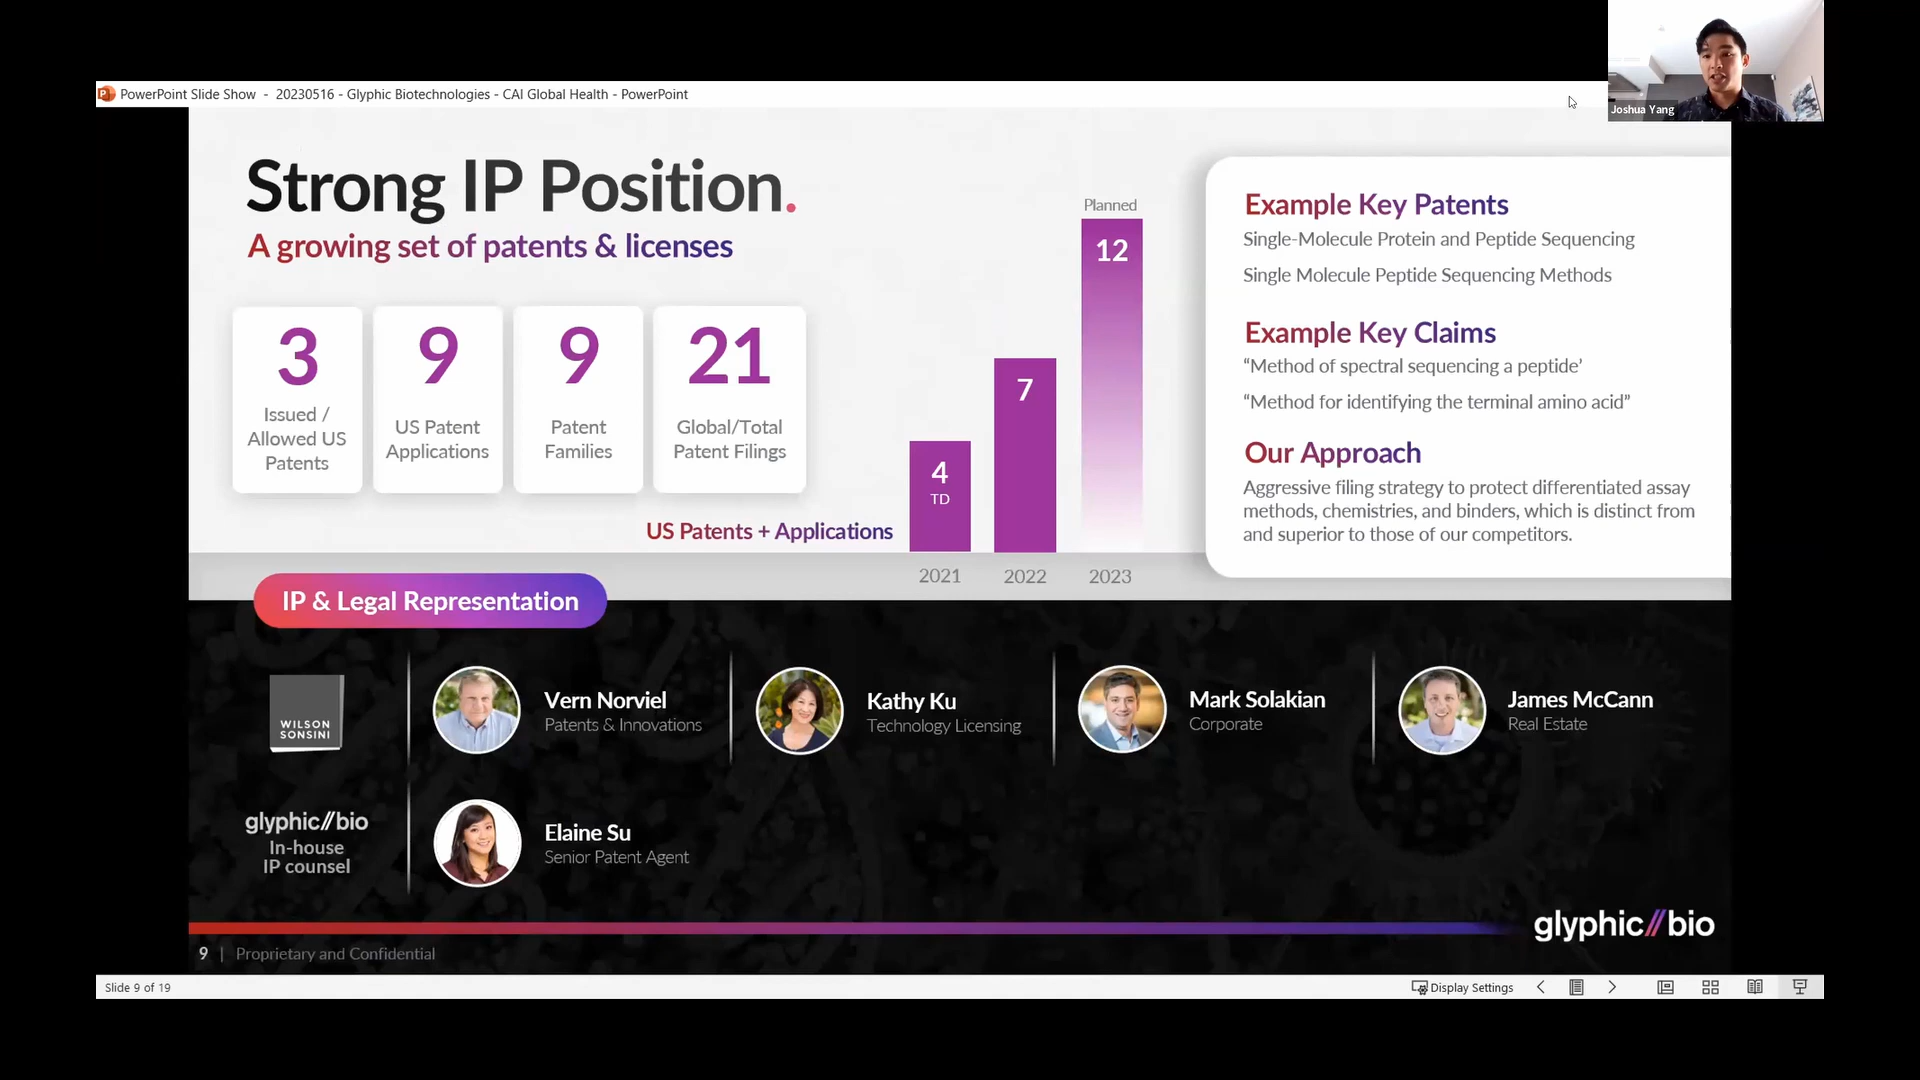 PowerPoint Slide Show - 20230516 - Glyphic Biotechnologies - CAI Global Health - PowerPoint
Joshua Yang
Strong IP Position.
A growing set of patents & licenses
3
Issued /
Allowed US
Patents
9
US Patent
Applications
9
Patent
Families
21
Global/Total
Patent Filings
US Patents + Applications
4
TD
2021
7
2022
Planned
12
2023
Example Key Patents
Single-Molecule Protein and Peptide Sequencing
Single Molecule Peptide Sequencing Methods
Example Key Claims
“Method of spectral sequencing a peptide’
“Method for identifying the terminal amino acid”
Our Approach
Aggressive filing strategy to protect differentiated assay
methods, chemistries, and binders, which is distinct from
and superior to those of our competitors.
IP & Legal Representation
WILSON
SONSINI
Vern Norviel
Patents & Innovations
Kathy Ku
Technology Licensing
Mark Solakian
Corporate
James McCann
Real Estate
glyphic//bio
In-house
IP counsel
Elaine Su
Senior Patent Agent
glyphic//bio
9 | Proprietary and Confidential
Slide 9 of 19
Display Settings